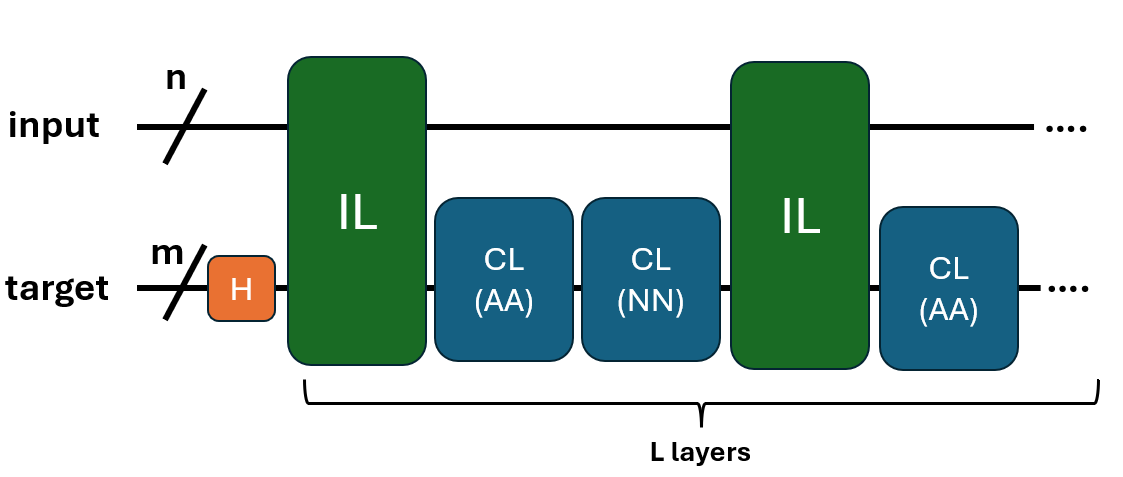 n
input
IL
IL
....
CL
(AA)
CL
(NN)
CL
(AA)
m
target
H
....
L layers